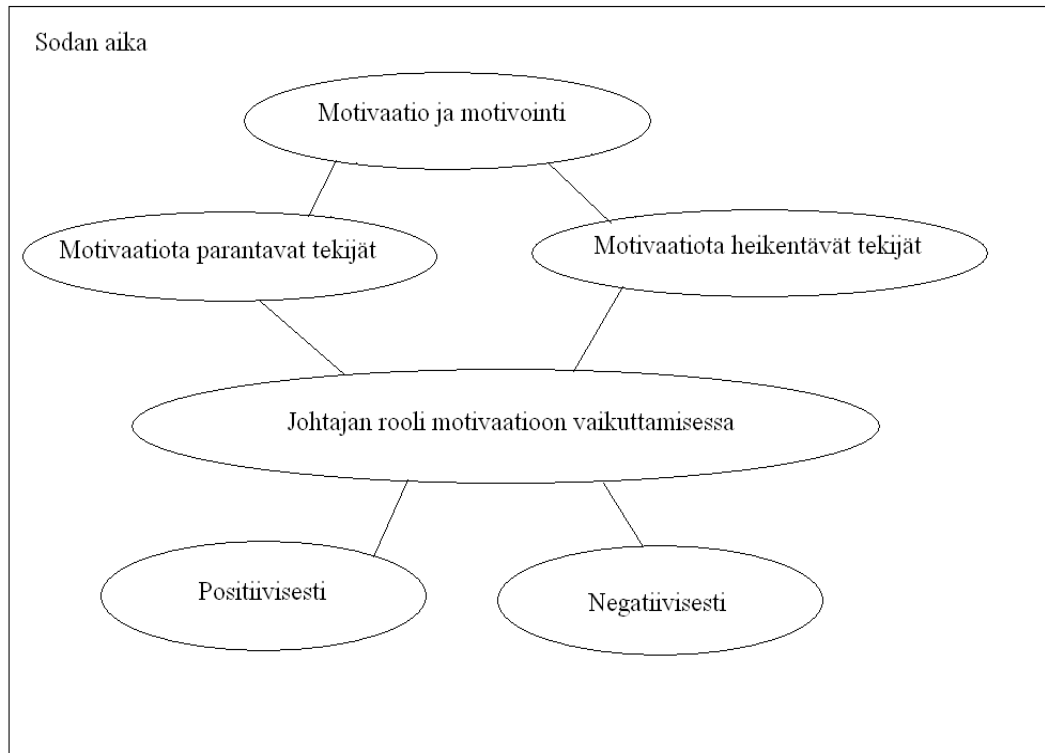 Sodan aika
Motivaatio ja motivointi
Motivaatiota parantavat tekijät
Motivaatiota heikentävät tekijät
Johtajan rooli motivaatioon vaikuttamisessa
Positiivisesti
Negatiivisesti